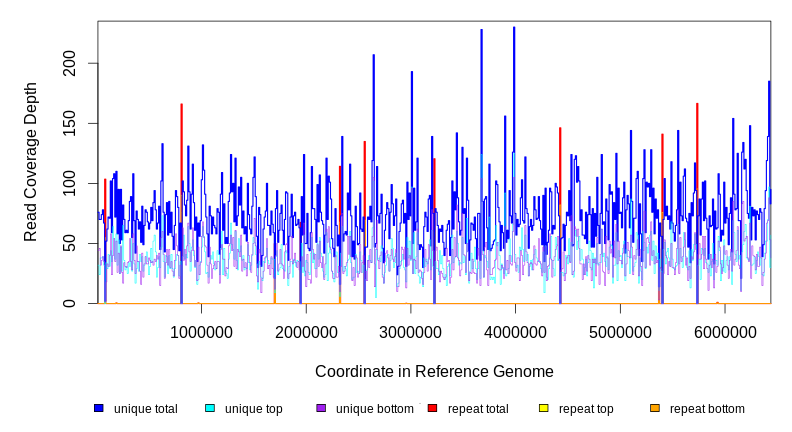 200
150
100
50
0
Read Coverage Depth
1000000 2000000 3000000 4000000 5000000 6000000
Coordinate in Reference Genome
unique total unique top unique bottom repeat total repeat top repeat bottom